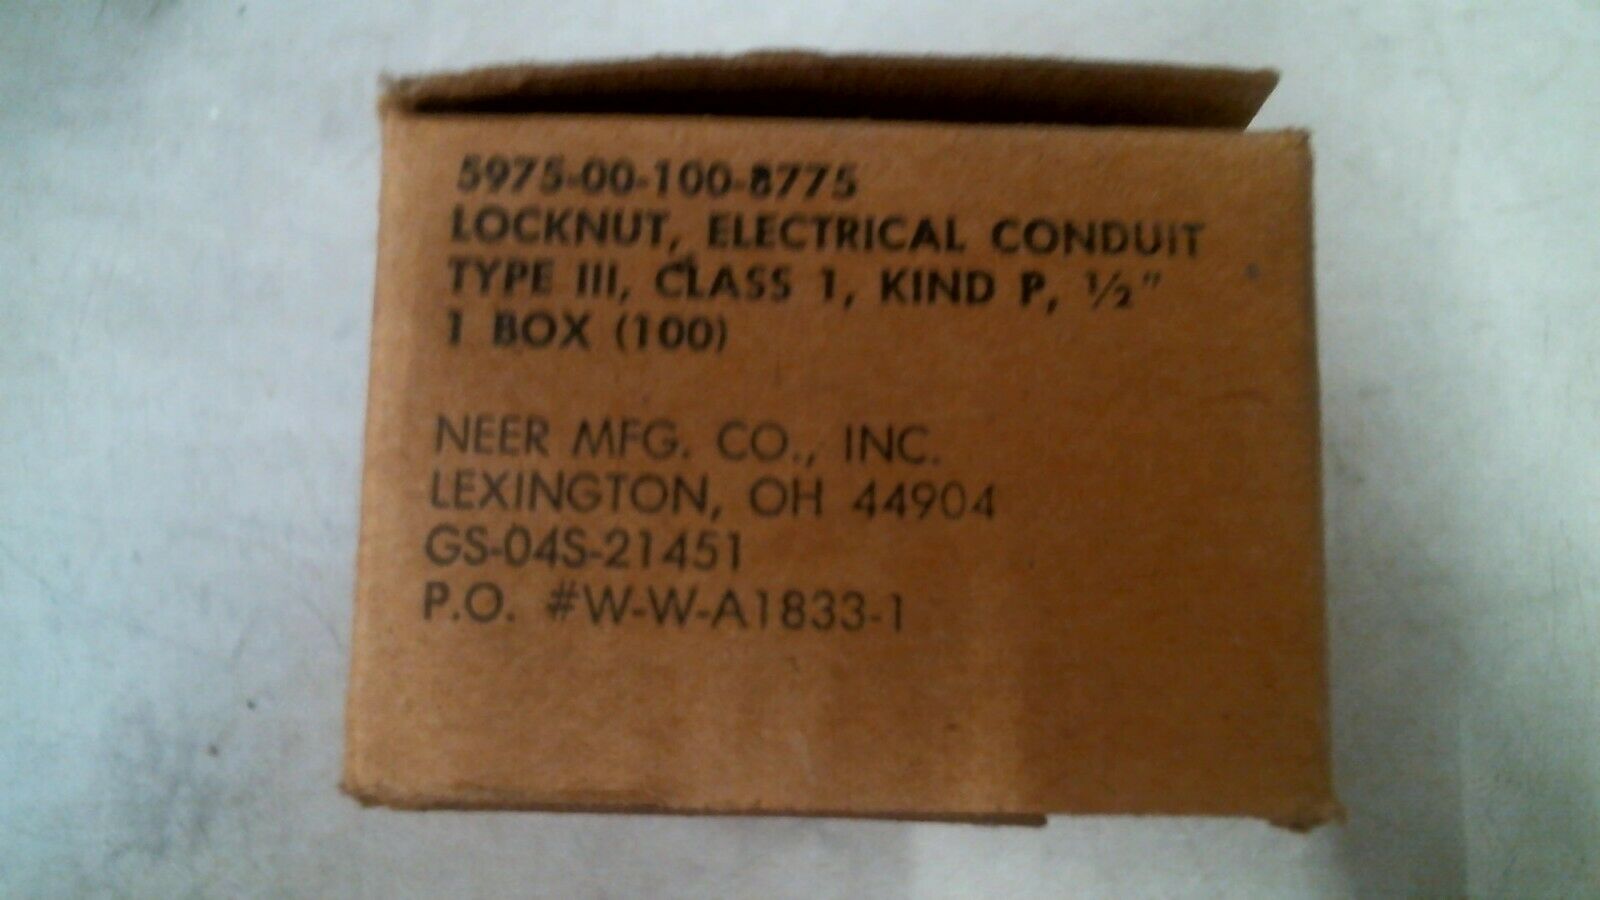 5975-00-100-8775
LOCKNUT, ELECTRICAL CONDUIT
TYPE III, CLASS 1, KIND P, ½"
1 BOX (100)
NEER MFG. CO., INC.
LEXINGTON, OH 44904
GS-04S-21451
P.O. #W-W-A1833-1